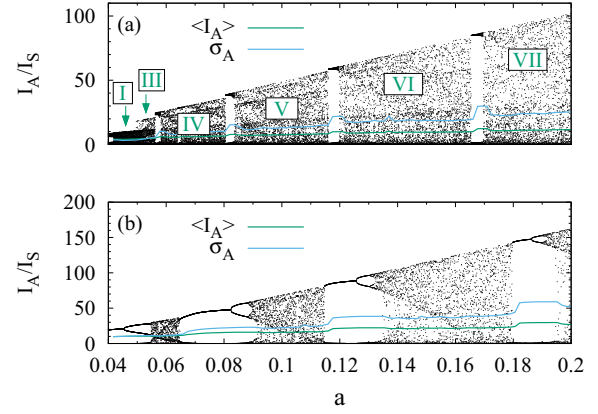 (a)
<I_A>
σ_A
I_A/I_S
100
50
0
I
III
IV
V
VI
VII
(b)
<I_A>
σ_A
I_A/I_S
200
150
100
50
0
0.04 0.06 0.08 0.1 0.12 0.14 0.16 0.18 0.2
a